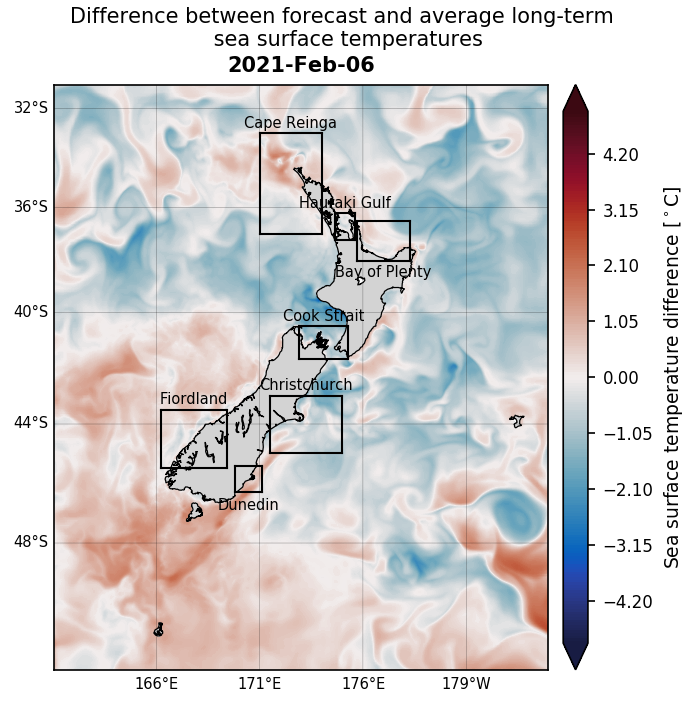 Difference between forecast and average long-term
sea surface temperatures
2021-Feb-06
32°S
36°S
40°S
44°S
48°S
Cape Reinga
Hauraki Gulf
Bay of Plenty
Cook Strait
Christchurch
Fiordland
Dunedin
166°E
171°E
176°E
179°W
4.20
3.15
2.10
1.05
0.00
−1.05
−2.10
−3.15
−4.20
Sea surface temperature difference [ ° C]